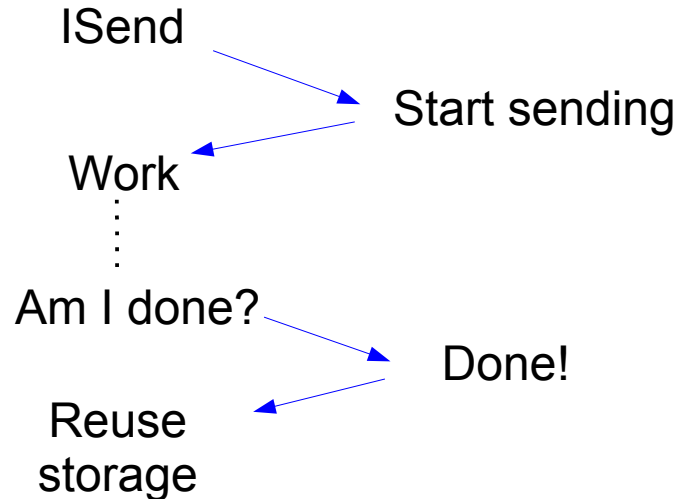 ISend
Start sending
Work
Am I done?
Done!
Reuse
storage